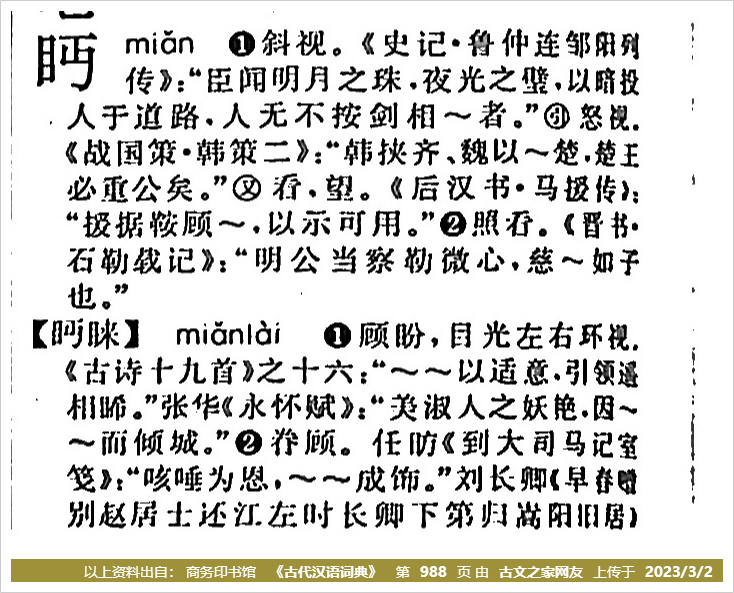 眄 miǎn ❶斜视。《史记·鲁仲连邹阳列
传》：“臣闻明月之珠，夜光之璧，以暗投
人于道路，人无不按剑相～者。”㊁怒视。
《战国策·韩策二》：“韩挟齐、魏以～楚，楚王
必重公矣。”㊂看，望。《后汉书·马援传》：
“援据鞍顾～，以示可用。”❷照看。《晋书·
石勒载记》：“明公当察勒微心，慈～如子
也。”
【眄睐】 miǎnlài ❶顾盼，目光左右环视。
《古诗十九首》之十六：“～～以适意，引领遥
相睎。”张华《永怀赋》：“美淑人之妖艳，因～
～而倾城。”❷眷顾。任昉《到大司马记室
笺》：“咳唾为恩，～～成饰。”刘长卿《早春赠
别赵居士还江左时长卿下第归嵩阳旧居》
以上资料出自： 商务印书馆 《古代汉语词典》 第 988 页 由 古文之家网友 上传于 2023/3/2